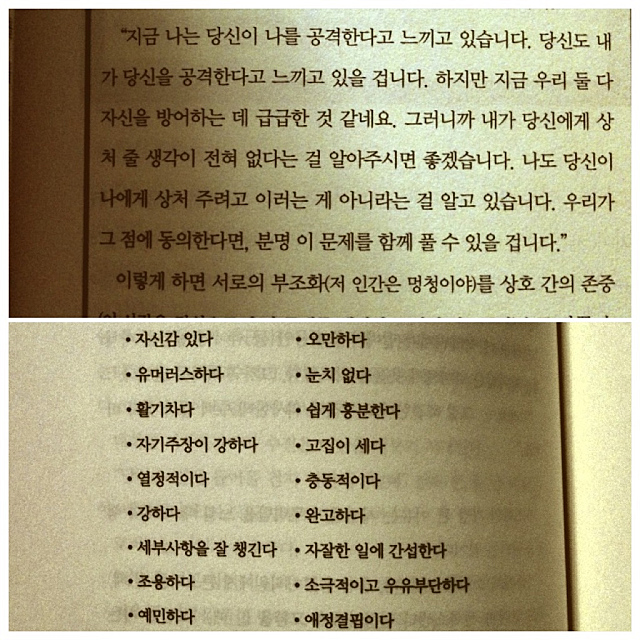 “지금 나는 당신이 나를 공격한다고 느끼고 있습니다. 당신도 내
가 당신을 공격한다고 느끼고 있을 겁니다. 하지만 지금 우리 둘 다
자신을 방어하는 데 급급한 것 같네요. 그러니까 내가 당신에게 상
처 줄 생각이 전혀 없다는 걸 알아주시면 좋겠습니다. 나도 당신이
나에게 상처 주려고 이러는 게 아니라는 걸 알고 있습니다. 우리가
그 점에 동의한다면, 분명 이 문제를 함께 풀 수 있을 겁니다.”
이렇게 하면 서로의 부조화(저 인간은 멍청이야)를 상호 간의 존중
• 자신감 있다 • 오만하다
• 유머러스하다 • 눈치 없다
• 활기차다 • 쉽게 흥분한다
• 자기주장이 강하다 • 고집이 세다
• 열정적이다 • 충동적이다
• 강하다 • 완고하다
• 세부사항을 잘 챙긴다 • 자잘한 일에 간섭한다
• 조용하다 • 소극적이고 우유부단하다
• 예민하다 • 애정결핍이다